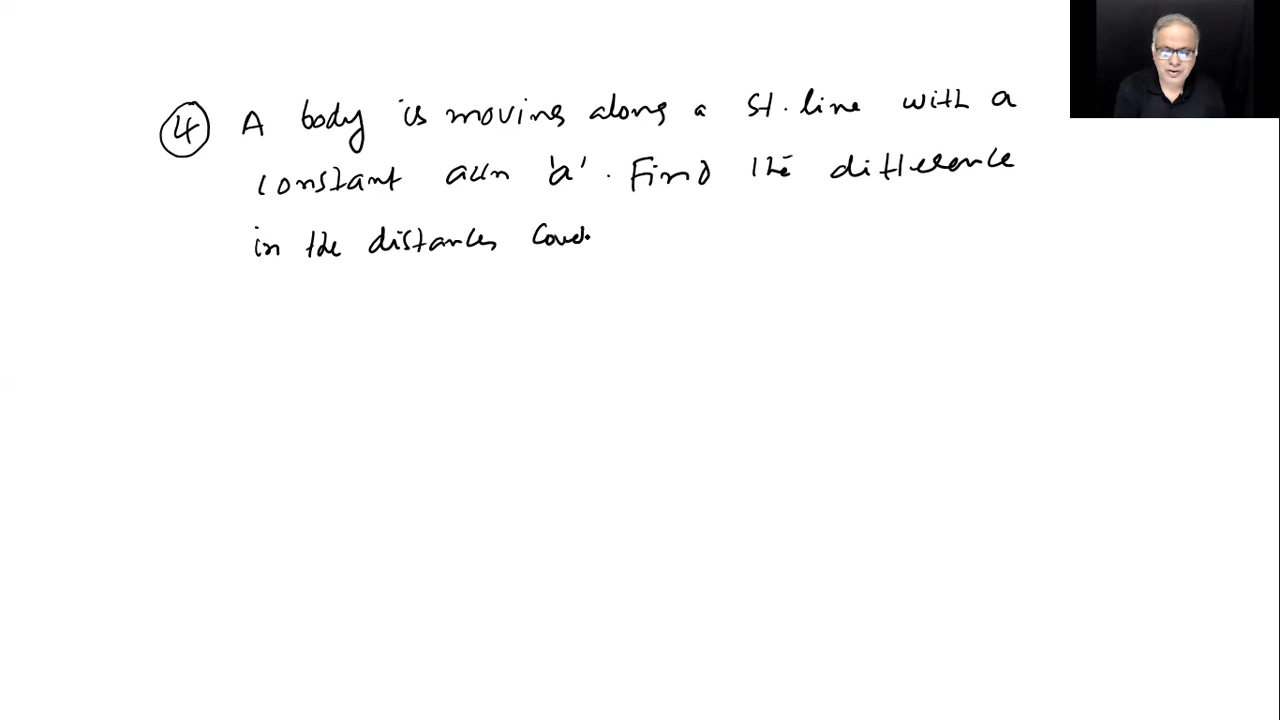 ④ A body is moving along a st. line with a
constant accn 'a'. Find the difference
in the distances cove